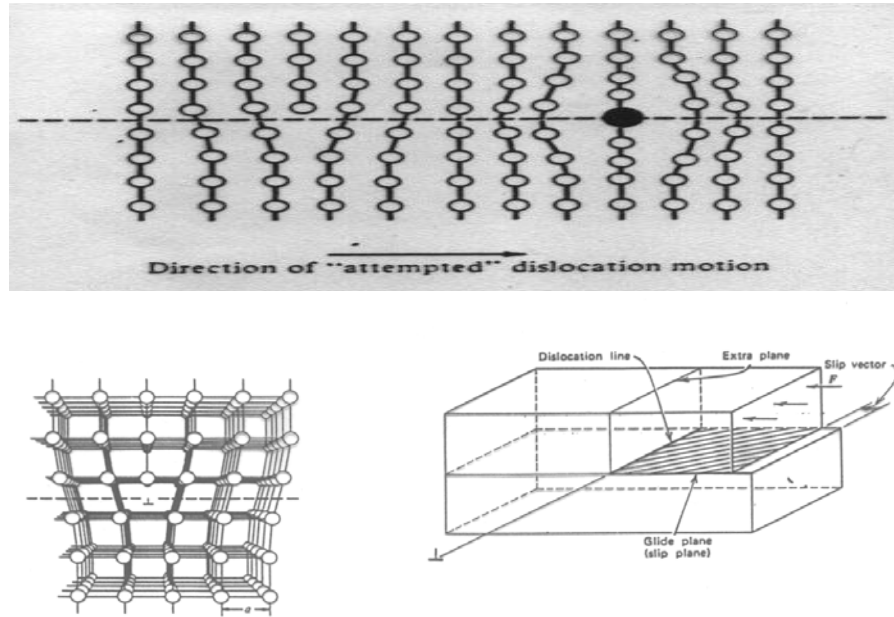 Direction of "attempted" dislocation motion
Dislocation line
Extra plane
Slip vector
F
⊥
a
Glide plane
(slip plane)
⊥